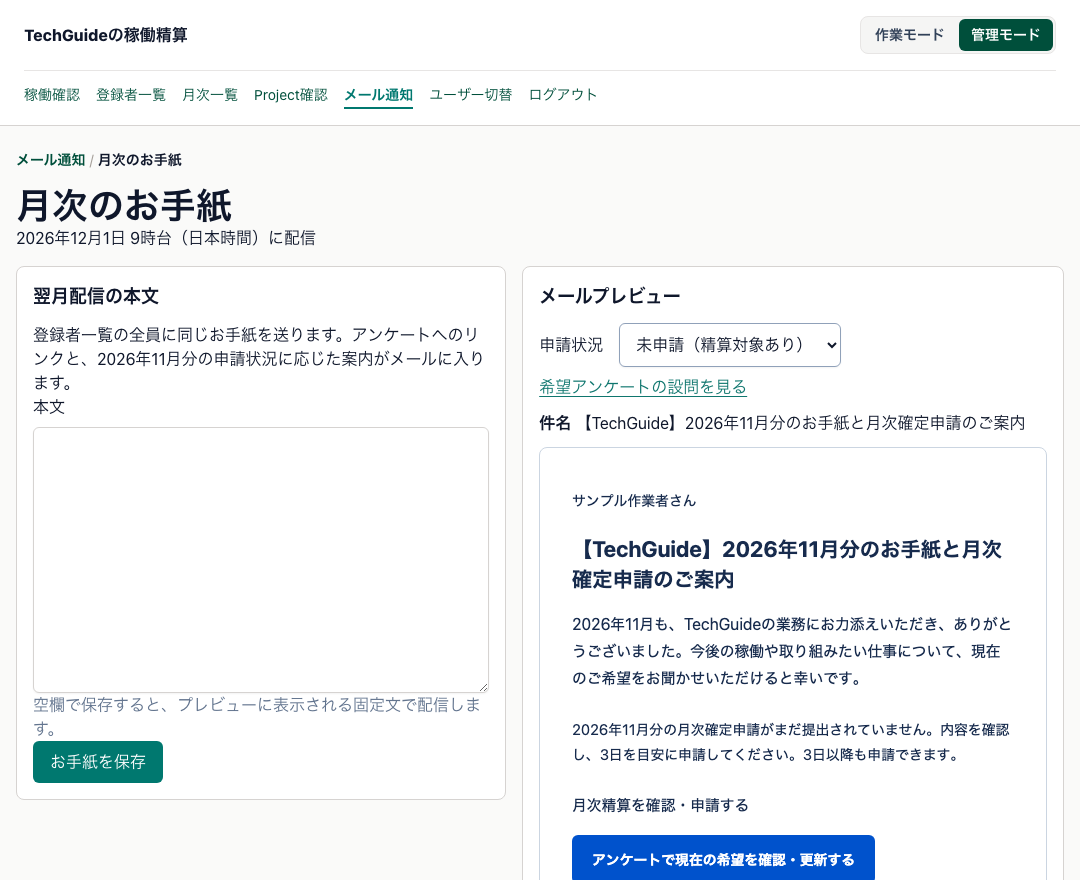 TechGuideの稼働精算
作業モード
管理モード
稼働確認
登録者一覧
月次一覧
Project確認
メール通知
ユーザー切替
ログアウト
メール通知 / 月次のお手紙
月次のお手紙
2026年12月1日 9時台（日本時間）に配信
翌月配信の本文
登録者一覧の全員に同じお手紙を送ります。アンケートへのリ
ンクと、2026年11月分の申請状況に応じた案内がメールに入り
ます。
本文
空欄で保存すると、プレビューに表示される固定文で配信しま
す。
お手紙を保存
メールプレビュー
申請状況
未申請（精算対象あり）
希望アンケートの設問を見る
件名 【TechGuide】2026年11月分のお手紙と月次確定申請のご案内
サンプル作業者さん
【TechGuide】2026年11月分のお手紙と月次
確定申請のご案内
2026年11月も、TechGuideの業務にお力添えいただき、ありがと
うございました。今後の稼働や取り組みたい仕事について、現在
のご希望をお聞かせいただけると幸いです。
2026年11月分の月次確定申請がまだ提出されていません。内容を確認
し、3日を目安に申請してください。3日以降も申請できます。
月次精算を確認・申請する
アンケートで現在の希望を確認・更新する